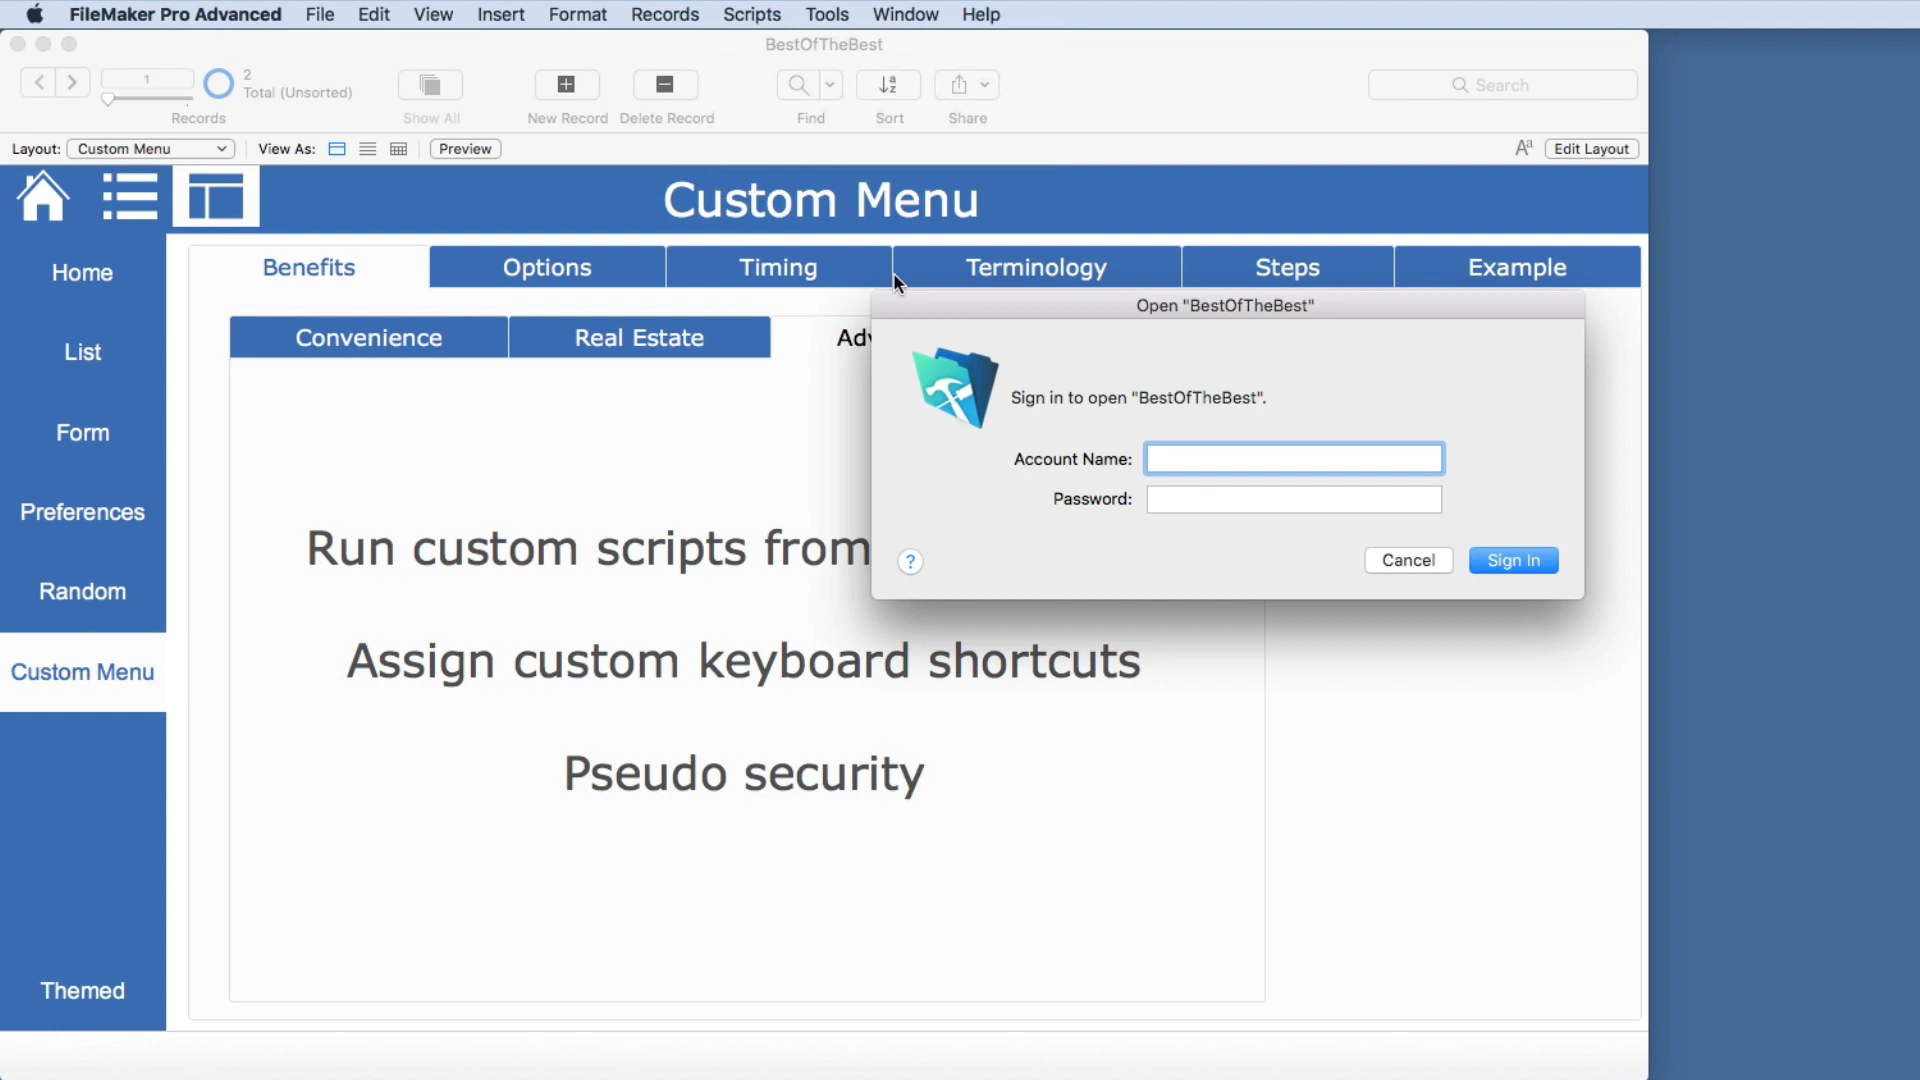 FileMaker Pro Advanced File Edit View Insert Format Records Scripts Tools Window Help
BestOfTheBest
1
2
Total (Unsorted)
Search
Records
Show All
New Record
Delete Record
Find
Sort
Share
Layout: Custom Menu
View As:
Preview
Aa
Edit Layout
Custom Menu
Home
List
Form
Preferences
Random
Custom Menu
Themed
Benefits
Options
Timing
Terminology
Steps
Example
Convenience
Real Estate
Run custom scripts from
Assign custom keyboard shortcuts
Pseudo security
Open "BestOfTheBest"
Sign in to open "BestOfTheBest".
Account Name:
Password:
?
Cancel
Sign In